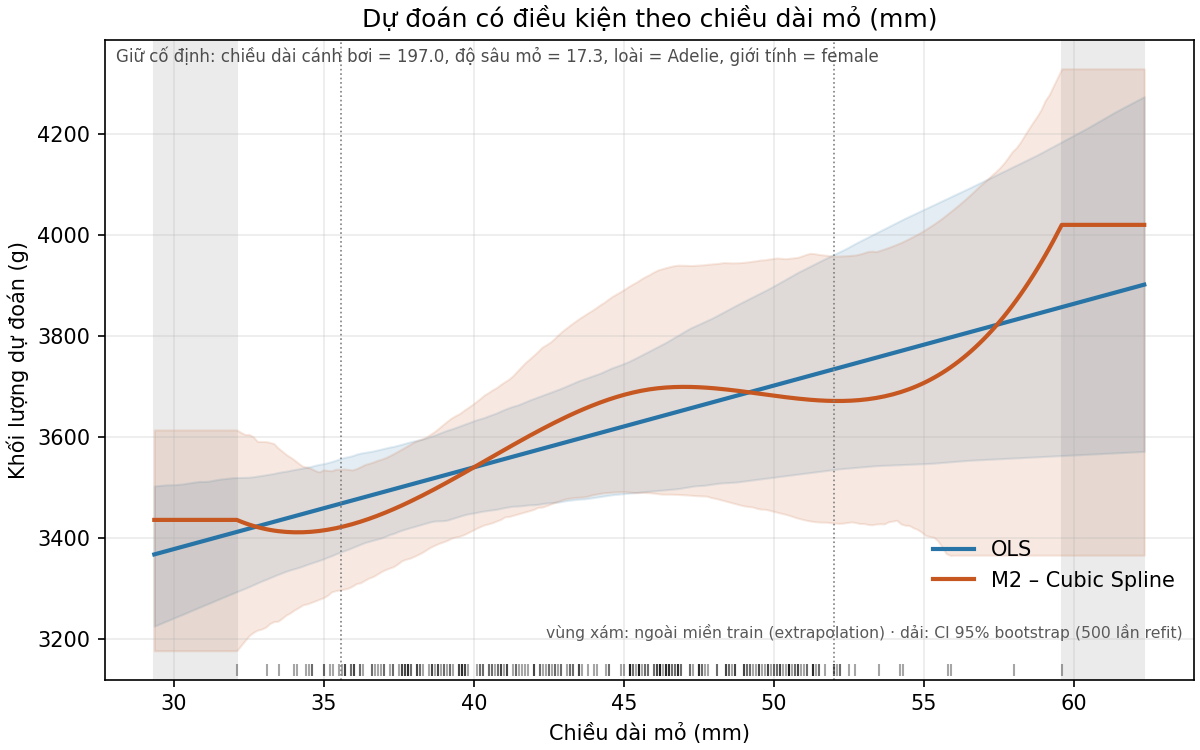 Dự đoán có điều kiện theo chiều dài mỏ (mm)
Giữ cố định: chiều dài cánh bơi = 197.0, độ sâu mỏ = 17.3, loài = Adelie, giới tính = female
Khối lượng dự đoán (g)
4200
4000
3800
3600
3400
3200
OLS
M2 – Cubic Spline
vùng xám: ngoài miền train (extrapolation) · dải: CI 95% bootstrap (500 lần refit)
30 35 40 45 50 55 60
Chiều dài mỏ (mm)